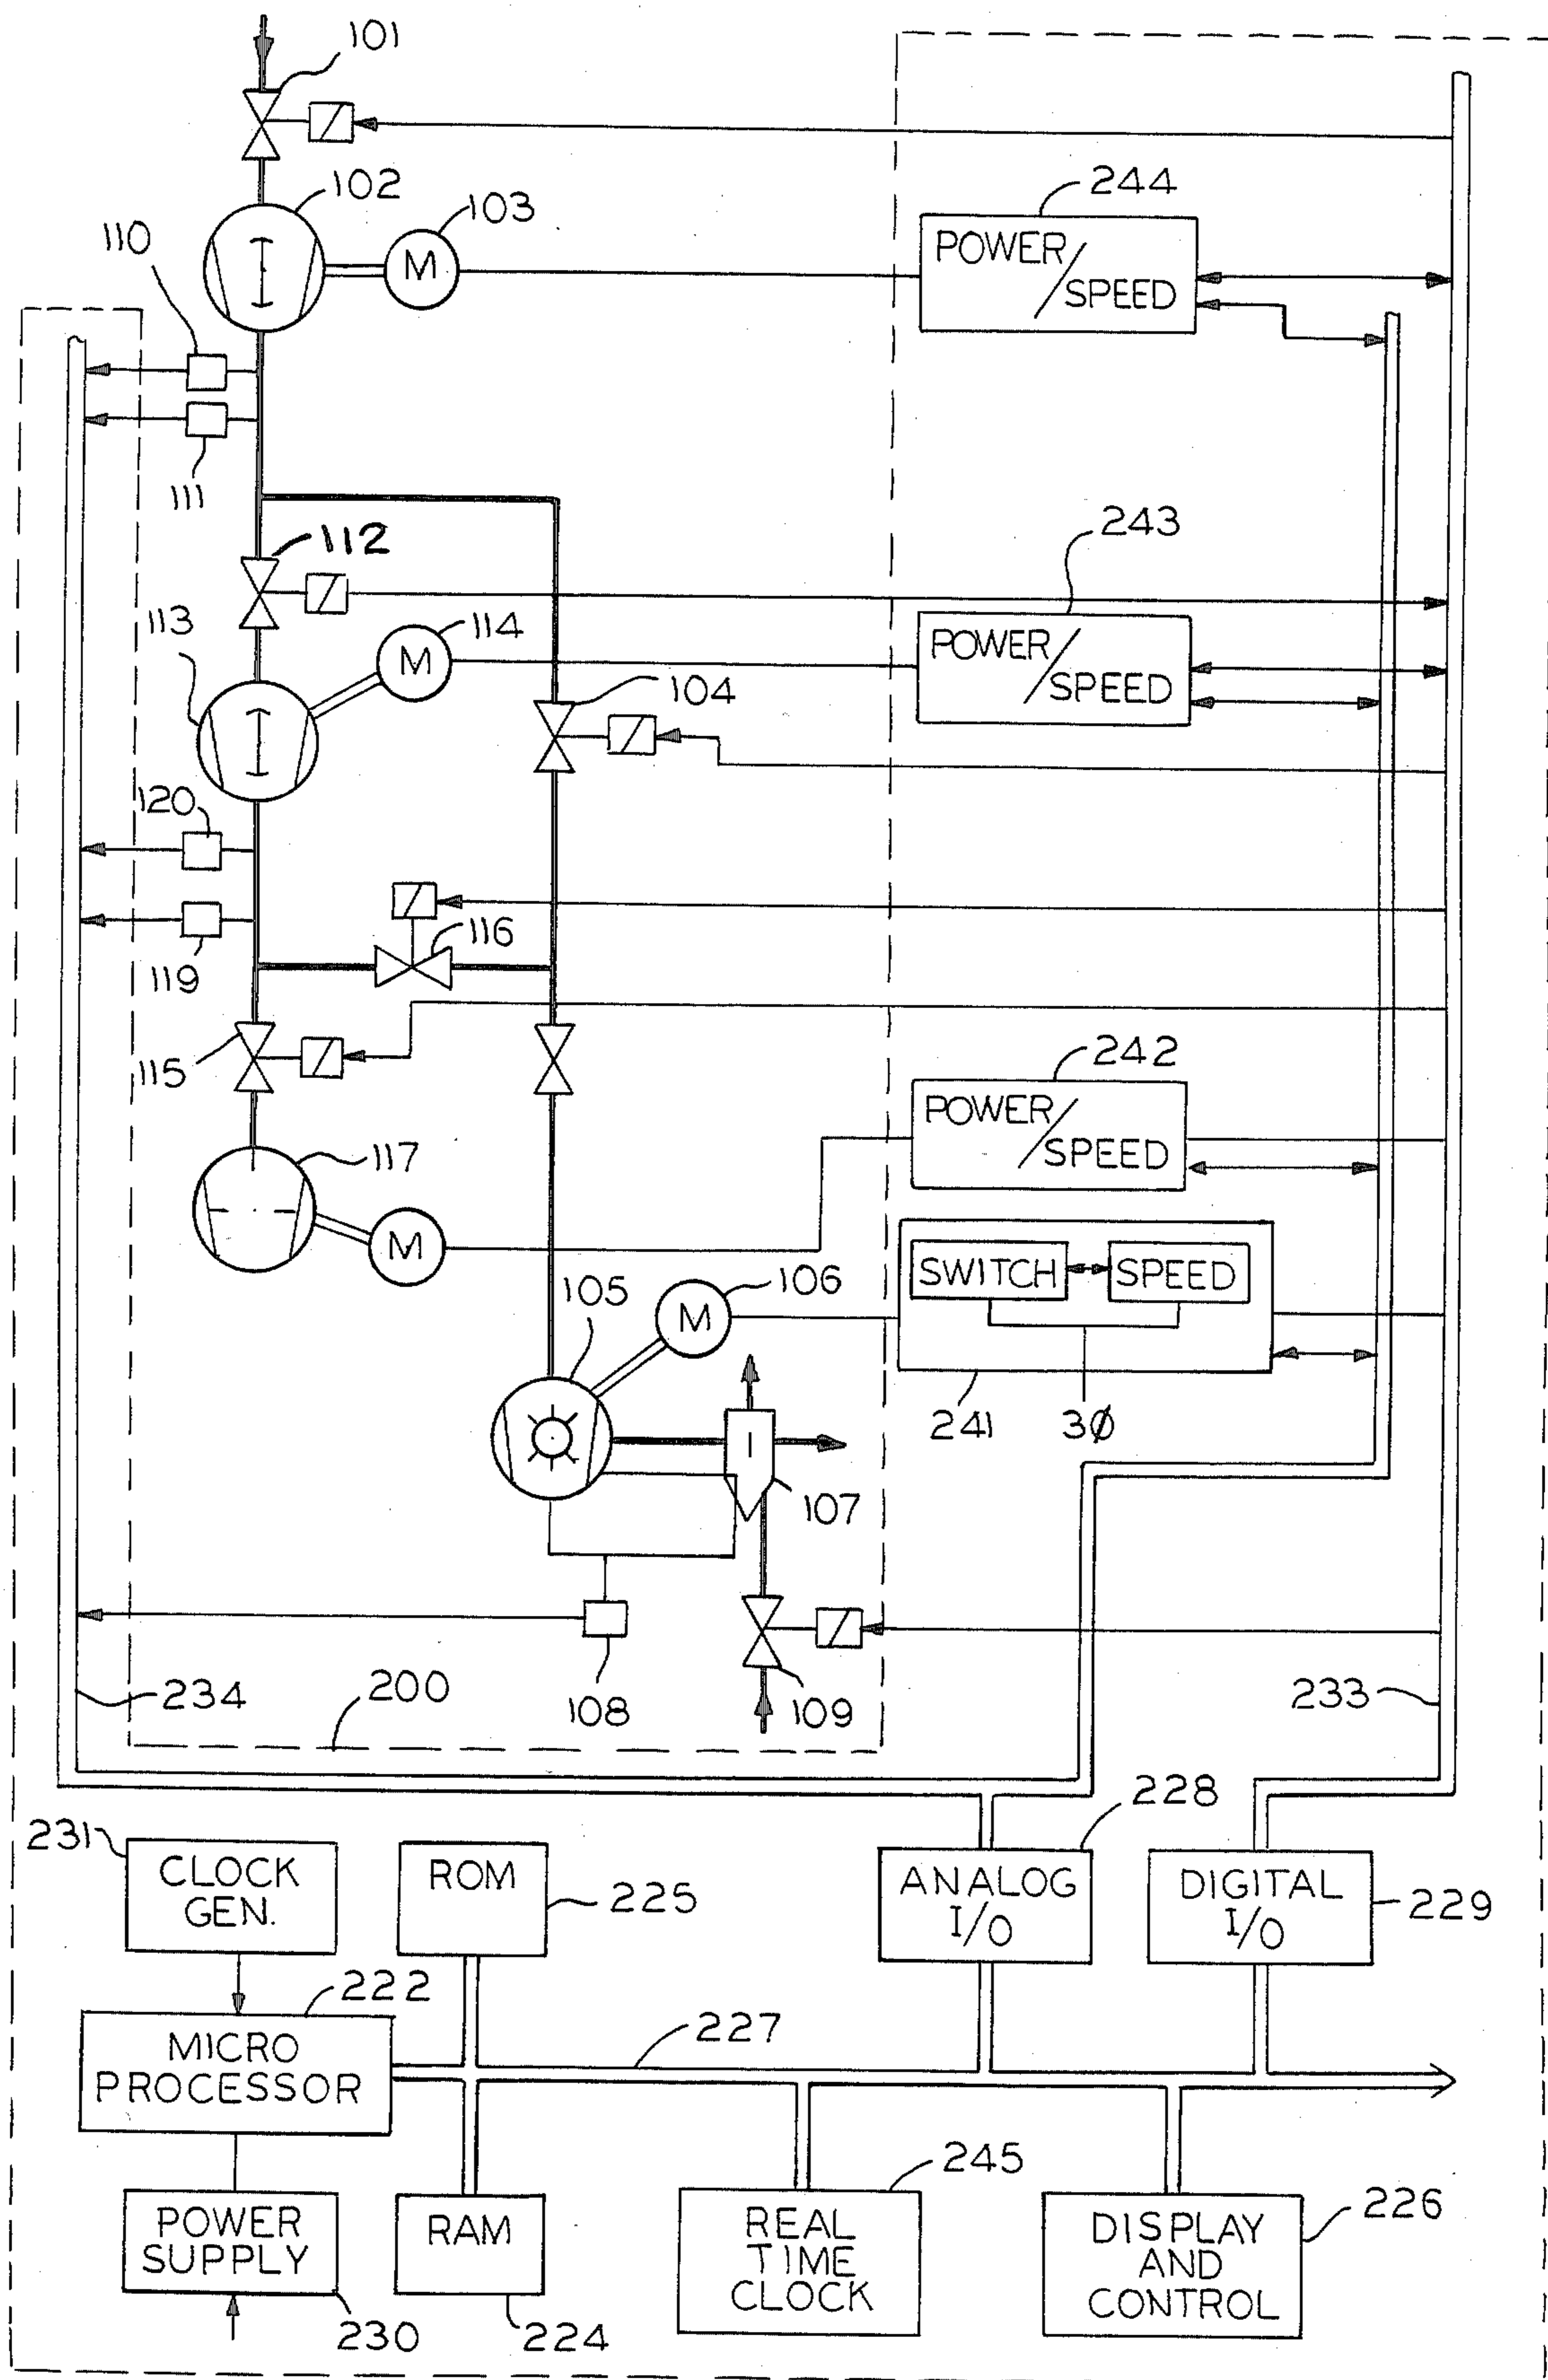 101
102
103
M
110
244
POWER
/SPEED
111
112
243
113
114
M
POWER
/SPEED
104
120
116
119
115
242
POWER/
/SPEED
117
M
105
106
M
SWITCH
SPEED
241
3φ
I
107
108
109
234
200
233
228
231
CLOCK
GEN.
ROM
225
ANALOG
I/O
DIGITAL
I/O
229
222
MICRO
PROCESSOR
227
245
POWER
SUPPLY
230
RAM
224
REAL
TIME
CLOCK
DISPLAY
AND
CONTROL
226